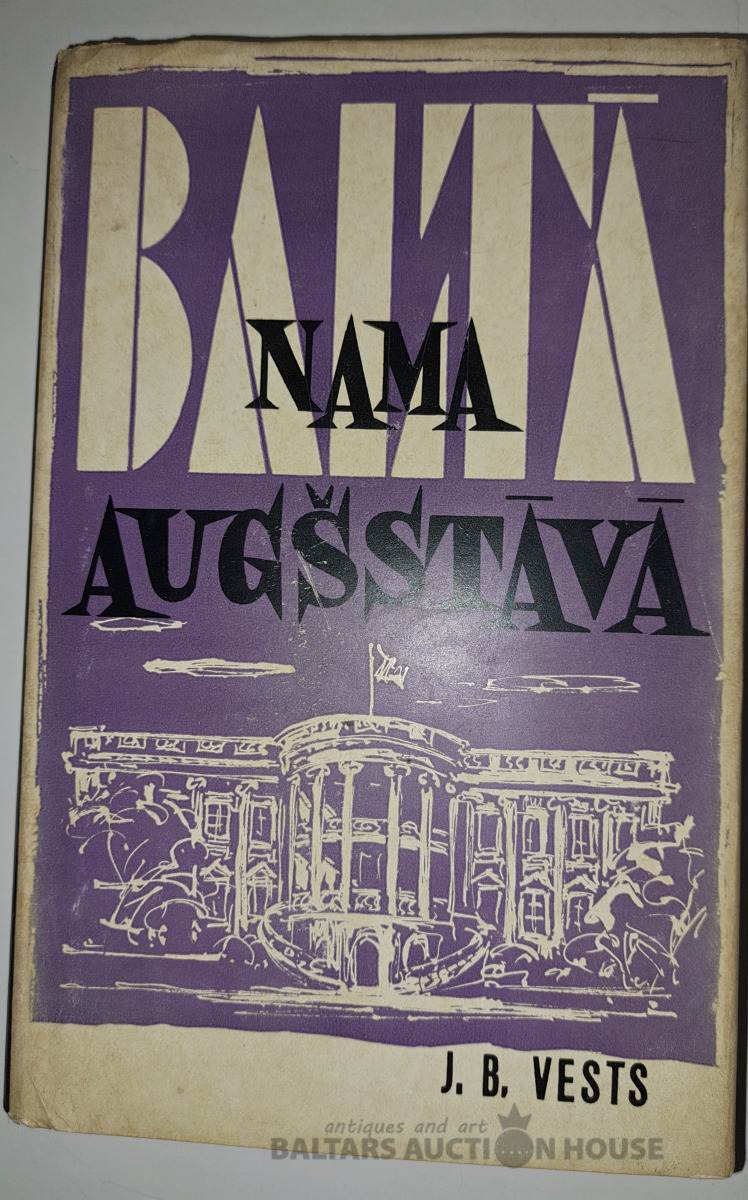 BALTĀ
NAMA
AUGŠSTĀVĀ
J. B. VESTS
antiques and art
BALTARS AUCTION HOUSE